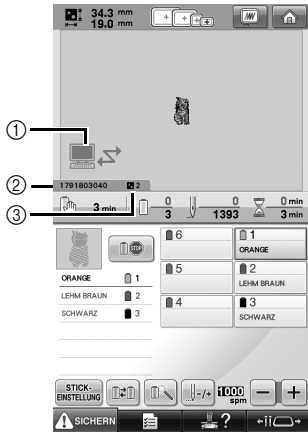 34.3 mm
19.0 mm
①
②
1791803040 2
③
3 min
0
3
0
1393
0 min
3 min
STOP
ORANGE 1
LEHM BRAUN 2
SCHWARZ 3
6
5
4
1
ORANGE
2
LEHM BRAUN
3
SCHWARZ
STICK-
EINSTELLUNG
-/+
1000
spm
SICHERN
?